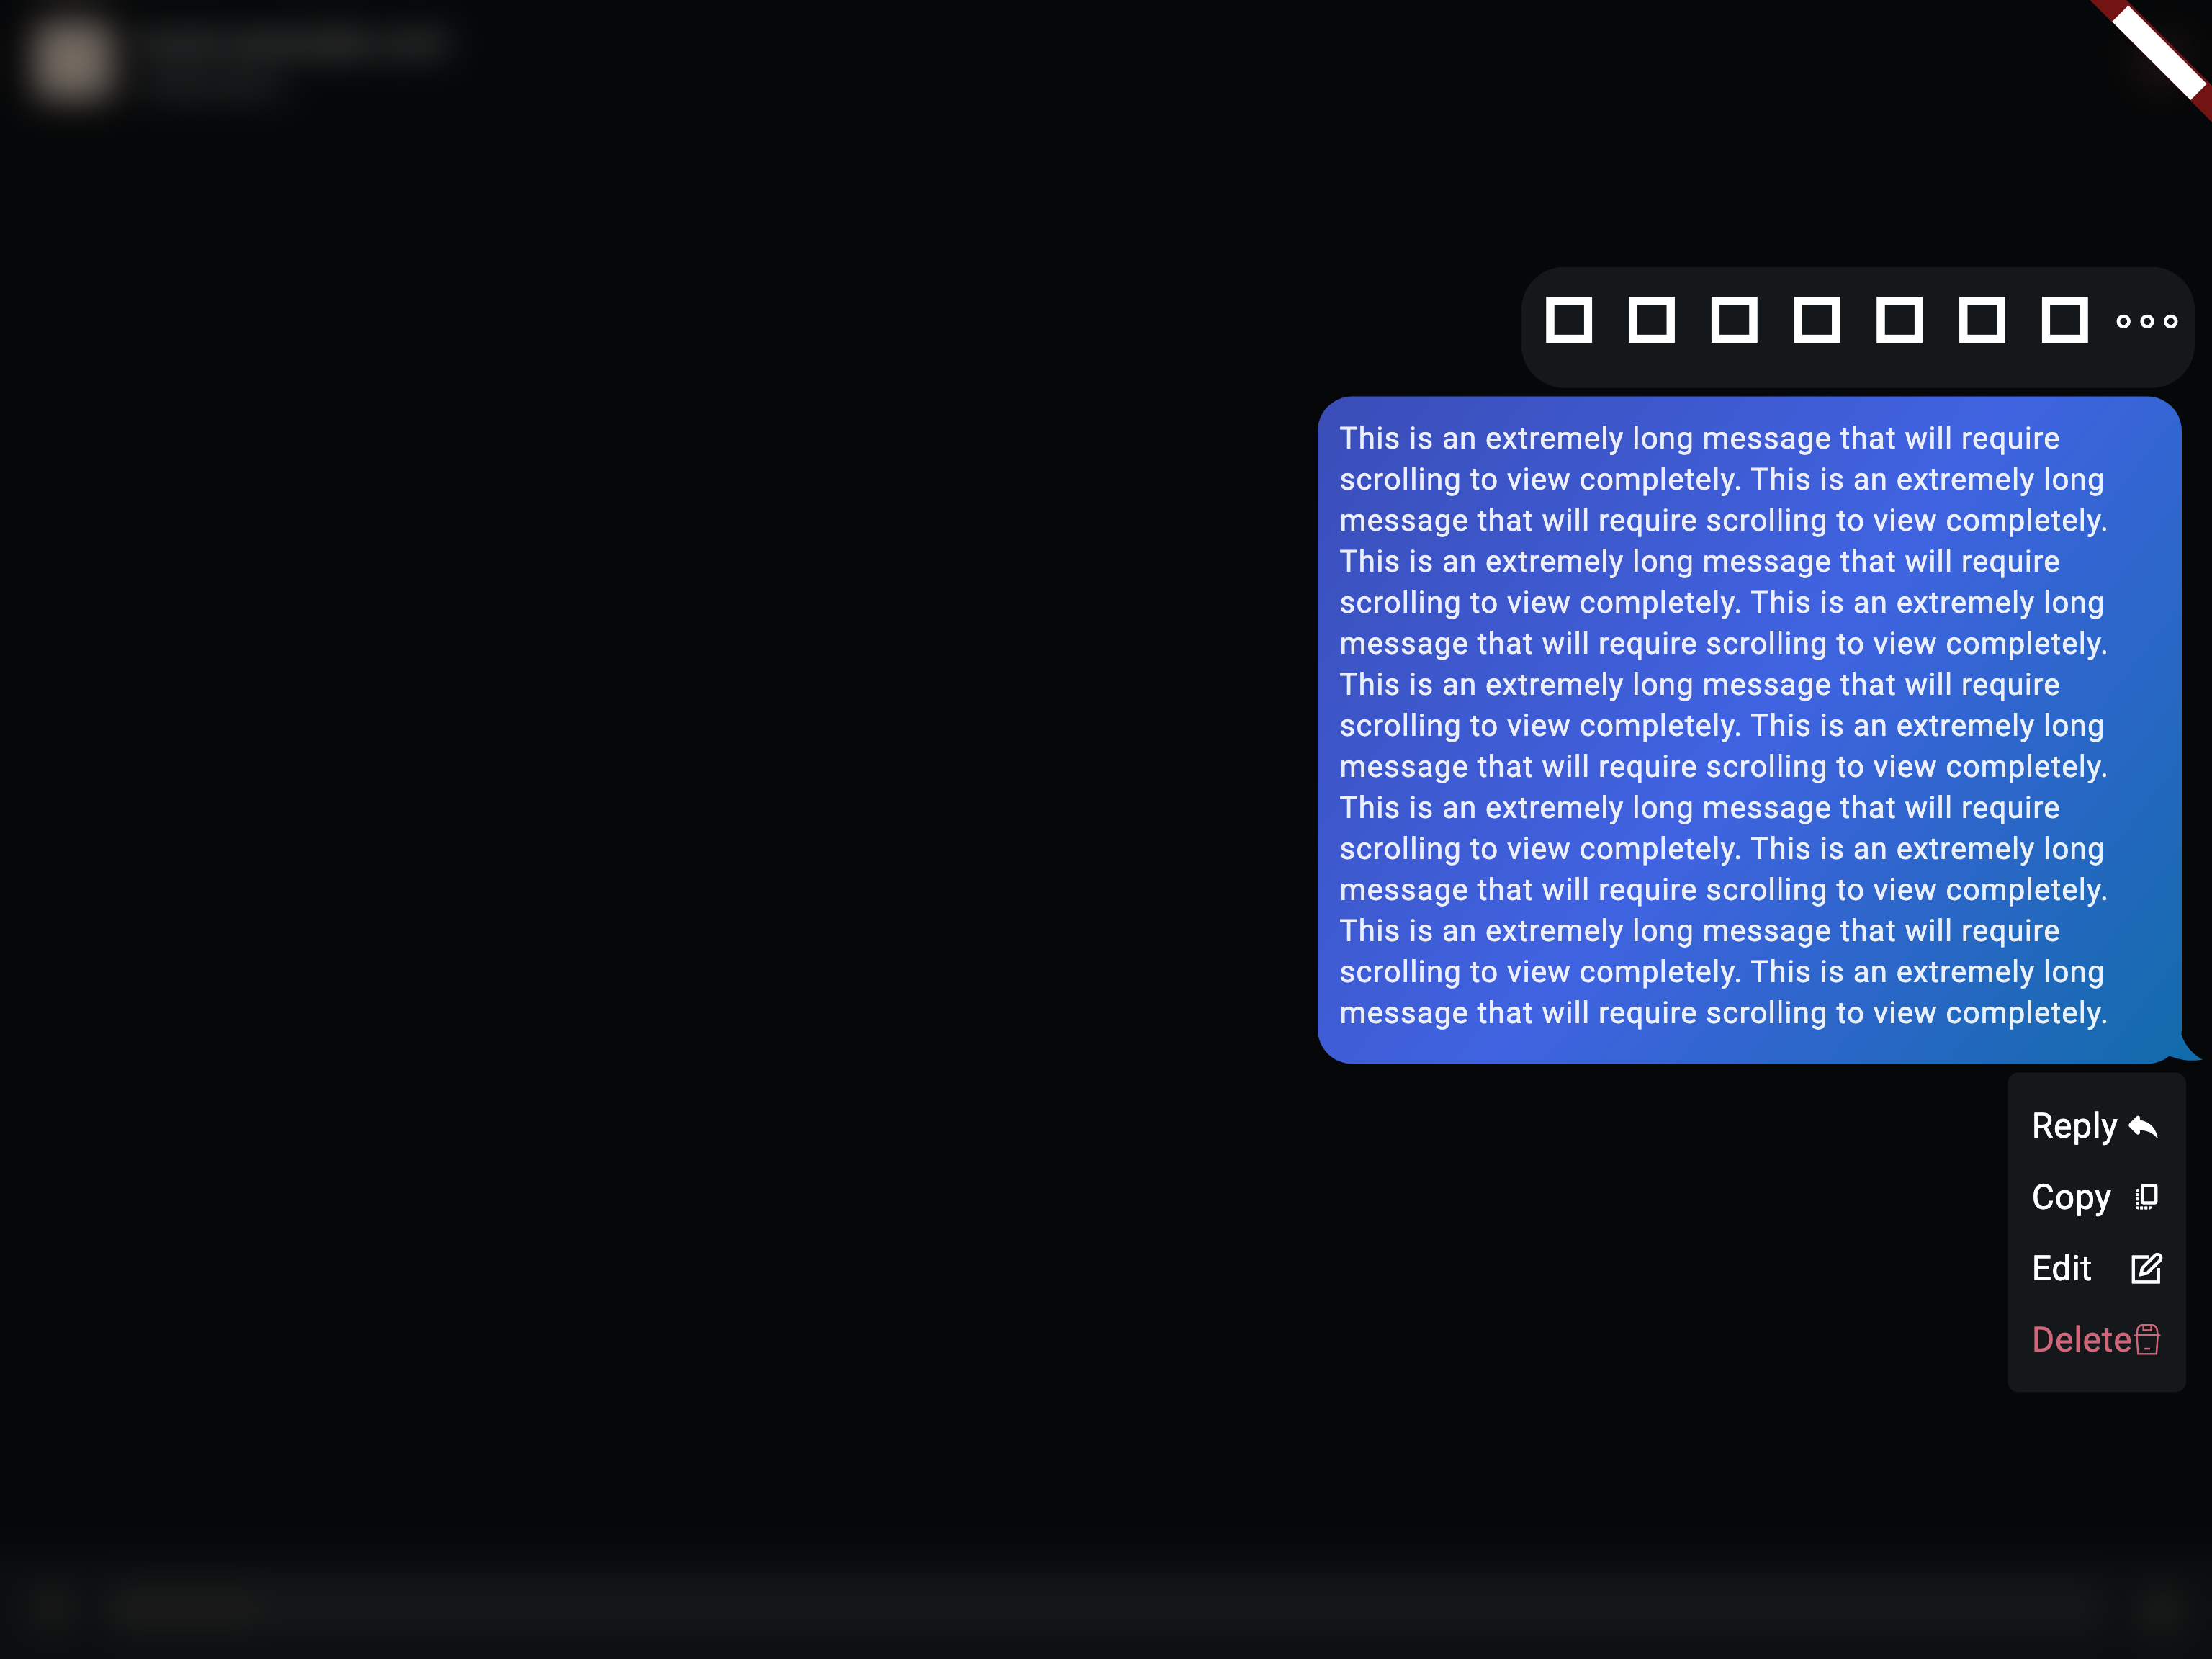 This is an extremely long message that will require
scrolling to view completely. This is an extremely long
message that will require scrolling to view completely.
This is an extremely long message that will require
scrolling to view completely. This is an extremely long
message that will require scrolling to view completely.
This is an extremely long message that will require
scrolling to view completely. This is an extremely long
message that will require scrolling to view completely.
This is an extremely long message that will require
scrolling to view completely. This is an extremely long
message that will require scrolling to view completely.
This is an extremely long message that will require
scrolling to view completely. This is an extremely long
message that will require scrolling to view completely.
Reply
Copy
Edit
Delete